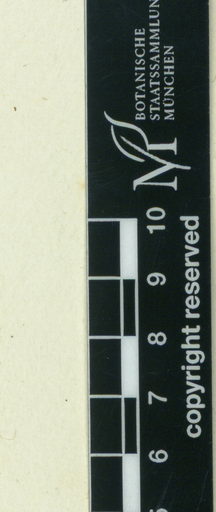 BOTANISCHE
STAATSSAMMLUN
MÜNCHEN
10
9
8
7
6
copyright reserved